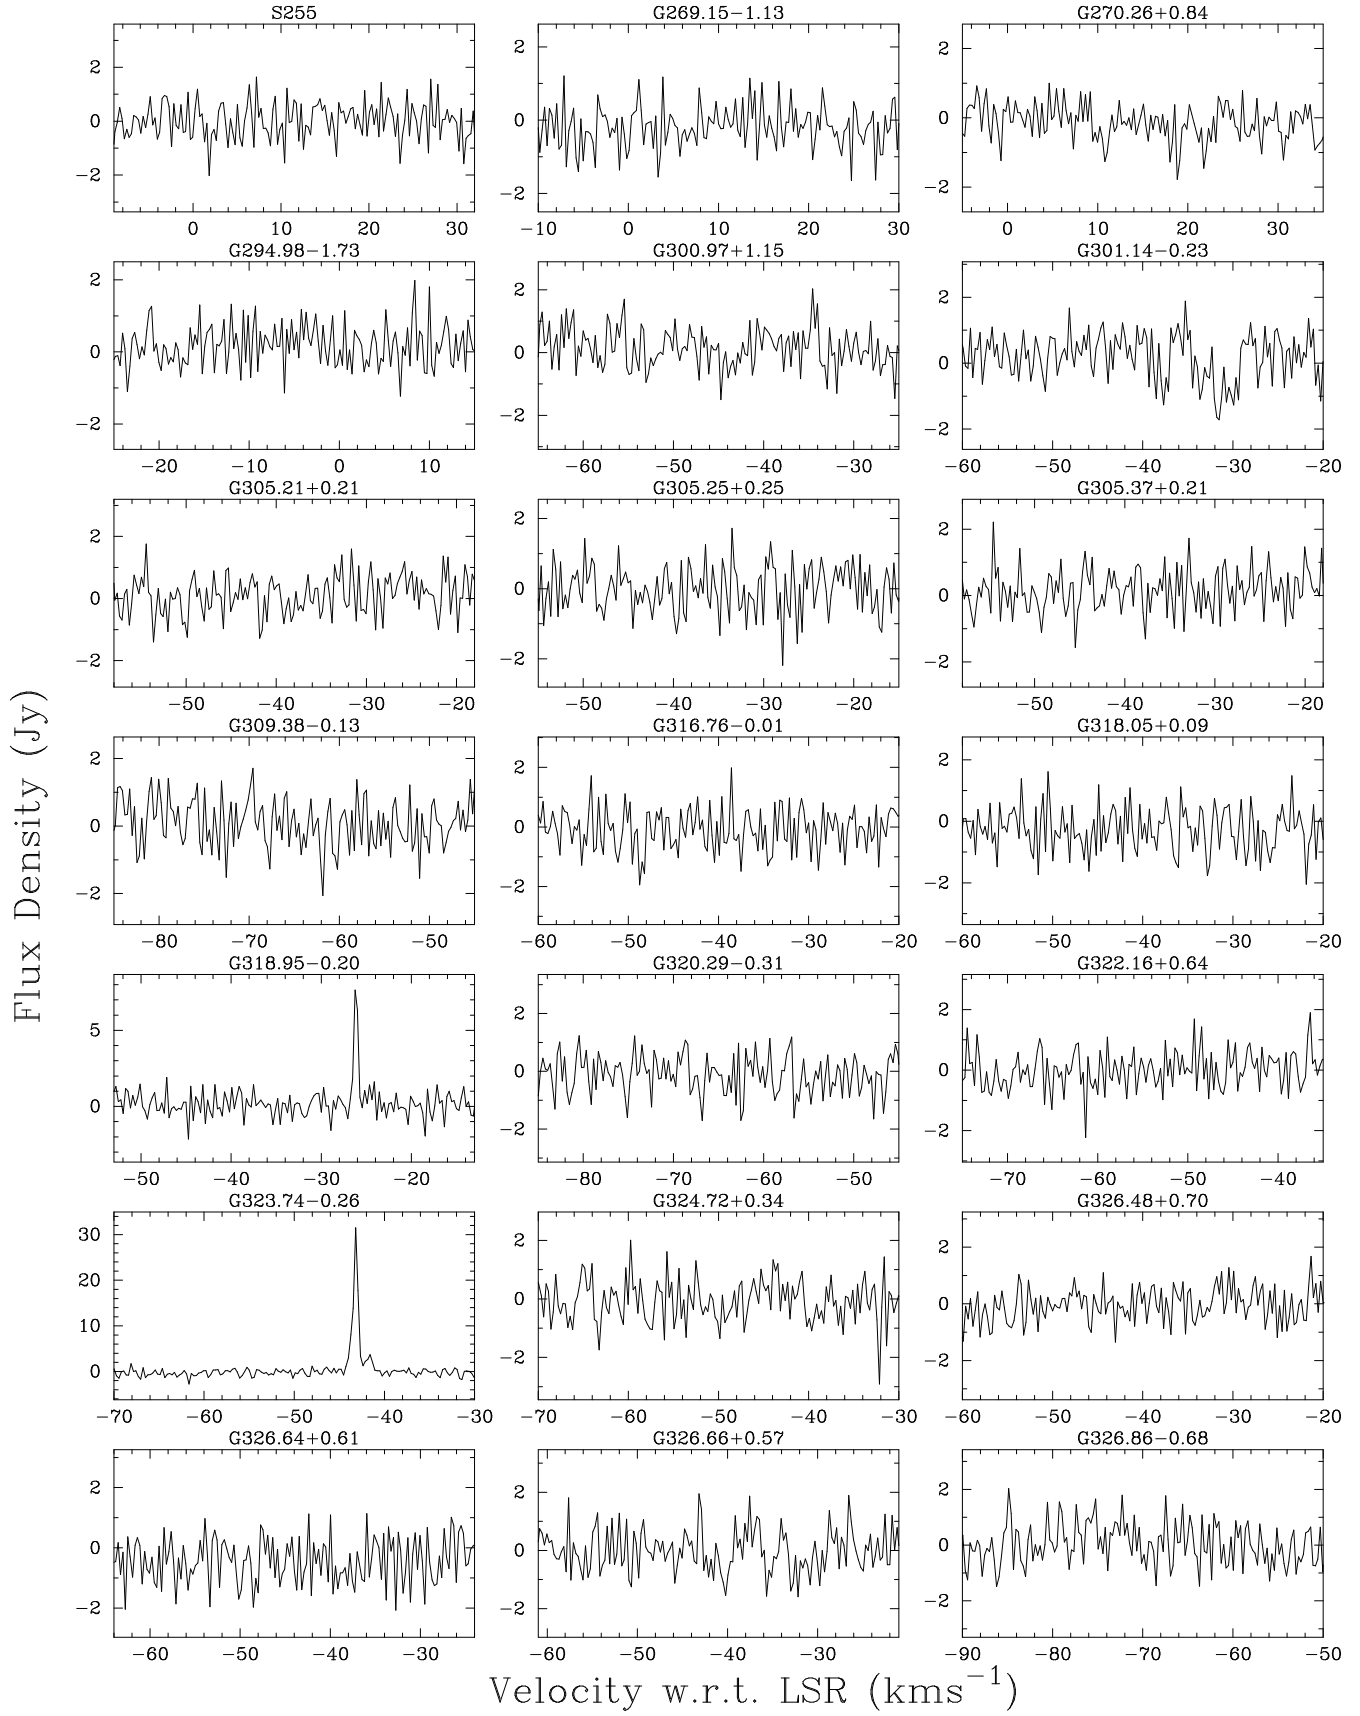 S255 G269.15−1.13 G270.26+0.84
2 2 2
0 0 0
−2 −2 −2
0 10 20 30 −10 0 10 20 30 0 10 20 30
G294.98−1.73 G300.97+1.15 G301.14−0.23
2 2 2
0 0 0
−2 −2 −2
−20 −10 0 10 −60 −50 −40 −30 −60 −50 −40 −30 −20
G305.21+0.21 G305.25+0.25 G305.37+0.21
2 2 2
0 0 0
−2 −2 −2
−50 −40 −30 −20 −50 −40 −30 −20 −50 −40 −30 −20
G309.38−0.13 G316.76−0.01 G318.05+0.09
2 2 2
0 0 0
−2 −2 −2
−80 −70 −60 −50 −60 −50 −40 −30 −20 −60 −50 −40 −30 −20
Flux Density (Jy)
G318.95−0.20 G320.29−0.31 G322.16+0.64
5 2 2
0 0 0
−2 −2
−50 −40 −30 −20 −80 −70 −60 −50 −70 −60 −50 −40
G323.74−0.26 G324.72+0.34 G326.48+0.70
30 2 2
20 0 0
10 −2 −2
0
−70 −60 −50 −40 −30 −70 −60 −50 −40 −30 −60 −50 −40 −30 −20
G326.64+0.61 G326.66+0.57 G326.86−0.68
2 2 2
0 0 0
−2 −2 −2
−60 −50 −40 −30 −60 −50 −40 −30 −90 −80 −70 −60 −50
Velocity w.r.t. LSR (kms−1)